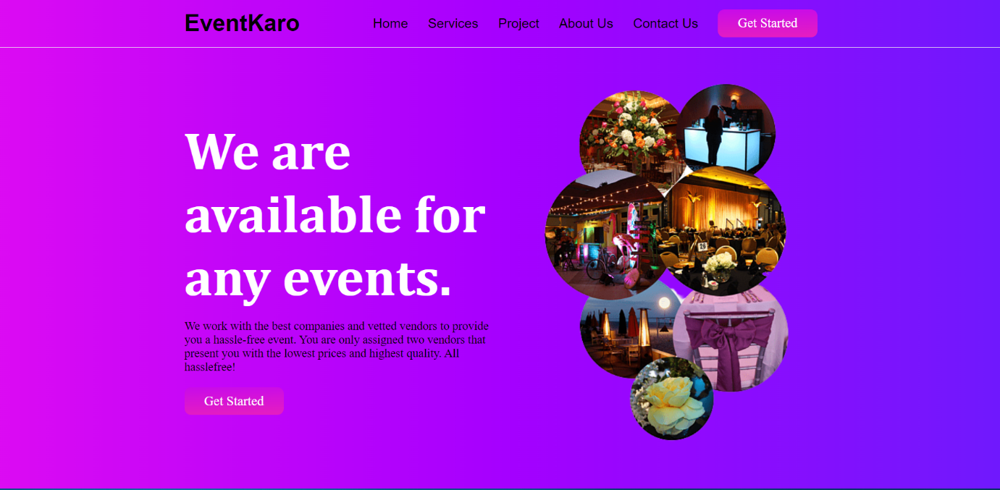 EventKaro
Home Services Project About Us Contact Us Get Started
We are
available for
any events.
We work with the best companies and vetted vendors to provide
you a hassle-free event. You are only assigned two vendors that
present you with the lowest prices and highest quality. All
hasslefree!
Get Started
26